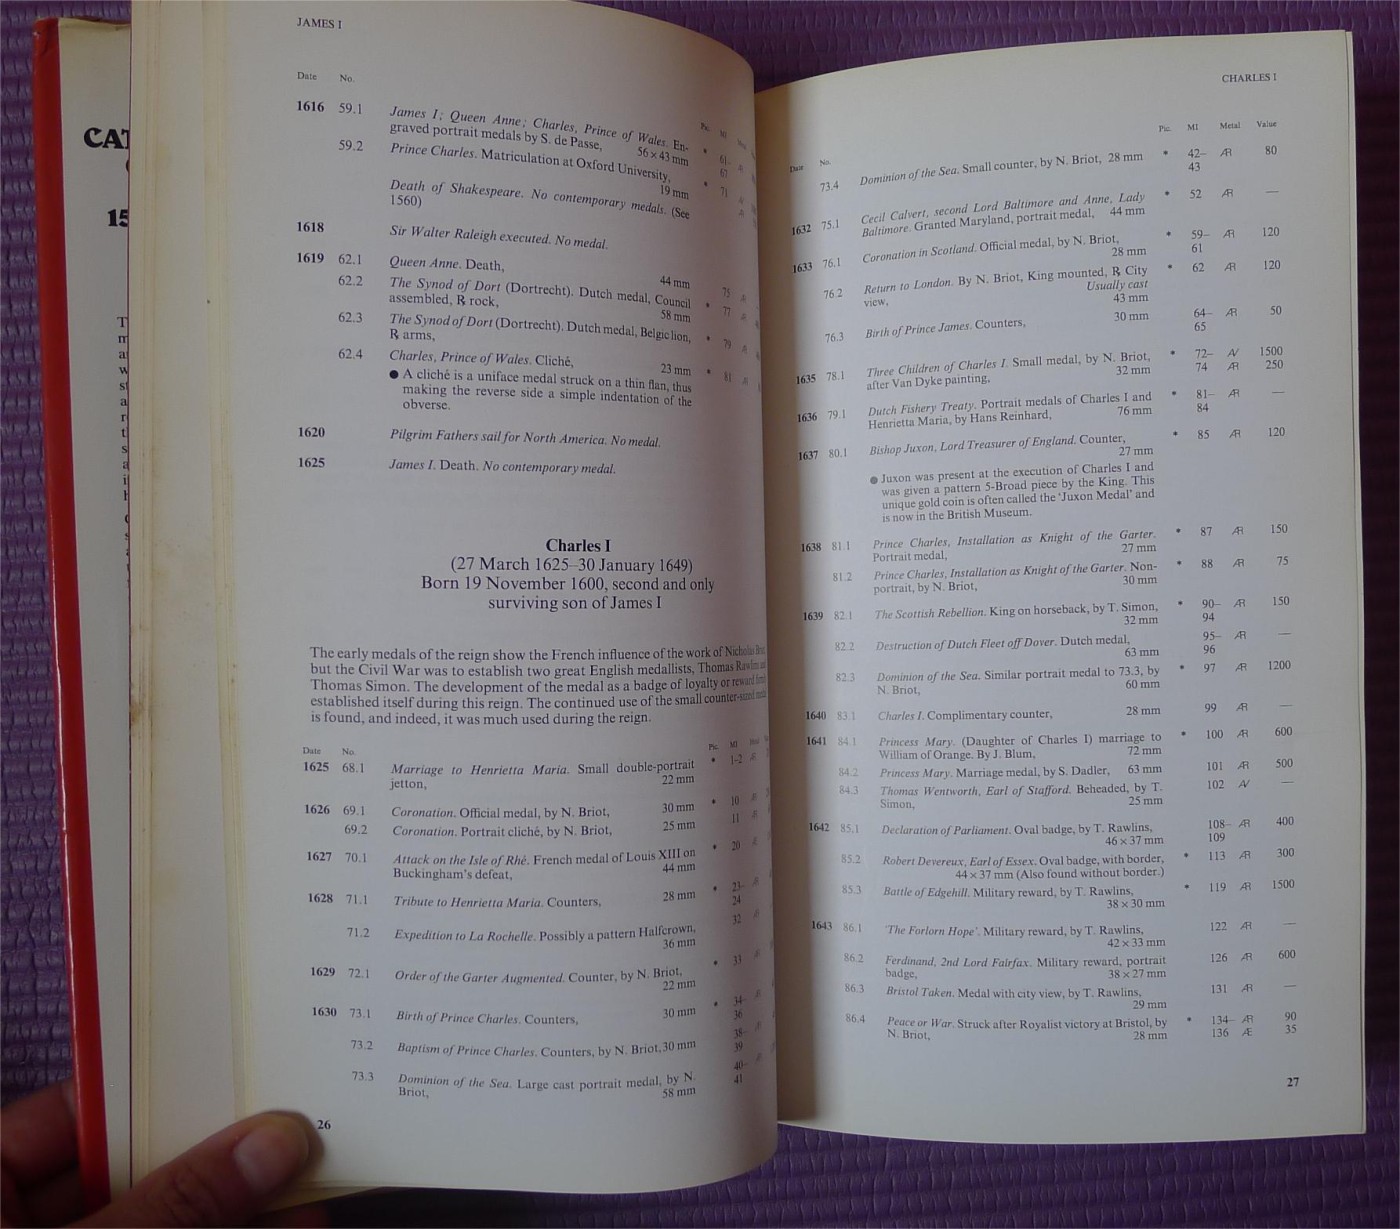 CAT
15
JAMES I
Date No.
1616 59.1 James I; Queen Anne; Charles, Prince of Wales. En-
graved portrait medals by S. de Passe, 56 × 43 mm * 61-
67
59.2 Prince Charles. Matriculation at Oxford University,
19 mm * 71
Death of Shakespeare. No contemporary medals. (See
1560)
1618 Sir Walter Raleigh executed. No medal.
1619 62.1 Queen Anne. Death,
44 mm 75
62.2 The Synod of Dort (Dortrecht). Dutch medal, Council
assembled, ℞ rock, 58 mm * 77
62.3 The Synod of Dort (Dortrecht). Dutch medal, Belgic lion,
℞ arms, * 79
62.4 Charles, Prince of Wales. Cliché, 23 mm * 81
● A cliché is a uniface medal struck on a thin flan, thus
making the reverse side a simple indentation of the
obverse.
1620 Pilgrim Fathers sail for North America. No medal.
1625 James I. Death. No contemporary medal.
Charles I
(27 March 1625–30 January 1649)
Born 19 November 1600, second and only
surviving son of James I
The early medals of the reign show the French influence of the work of Nicholas
but the Civil War was to establish two great English medallists, Thomas Rawlins and
Thomas Simon. The development of the medal as a badge of loyalty or reward
established itself during this reign. The continued use of the small counter-sized
is found, and indeed, it was much used during the reign.
Date No. Pic. MI
1625 68.1 Marriage to Henrietta Maria. Small double-portrait * 1-2
jetton, 22 mm
1626 69.1 Coronation. Official medal, by N. Briot, 30 mm * 10
69.2 Coronation. Portrait cliché, by N. Briot, 25 mm 11
1627 70.1 Attack on the Isle of Rhé. French medal of Louis XIII on * 20
Buckingham's defeat, 44 mm
1628 71.1 Tribute to Henrietta Maria. Counters, 28 mm * 23-
24
71.2 Expedition to La Rochelle. Possibly a pattern Halfcrown, 32
36 mm
1629 72.1 Order of the Garter Augmented. Counter, by N. Briot, * 33
22 mm
1630 73.1 Birth of Prince Charles. Counters, 30 mm * 34-
36
73.2 Baptism of Prince Charles. Counters, by N. Briot, 30 mm 38-
39
73.3 Dominion of the Sea. Large cast portrait medal, by N. 40-
Briot, 58 mm 41
26
CHARLES I
Date No. Pic. MI Metal Value
73.4 Dominion of the Sea. Small counter, by N. Briot, 28 mm * 42- Æ 80
43
1632 75.1 Cecil Calvert, second Lord Baltimore and Anne, Lady * 52 AR —
Baltimore. Granted Maryland, portrait medal, 44 mm
1633 76.1 Coronation in Scotland. Official medal, by N. Briot, * 59- AR 120
28 mm 61
76.2 Return to London. By N. Briot, King mounted, ℞ City * 62 AR 120
view, Usually cast
43 mm
76.3 Birth of Prince James. Counters, 30 mm 64- AR 50
65
1635 78.1 Three Children of Charles I. Small medal, by N. Briot, * 72- AV 1500
after Van Dyke painting, 32 mm 74 AR 250
1636 79.1 Dutch Fishery Treaty. Portrait medals of Charles I and * 81- AR —
Henrietta Maria, by Hans Reinhard, 76 mm 84
1637 80.1 Bishop Juxon, Lord Treasurer of England. Counter, * 85 AR 120
27 mm
● Juxon was present at the execution of Charles I and
was given a pattern 5-Broad piece by the King. This
unique gold coin is often called the 'Juxon Medal' and
is now in the British Museum.
1638 81.1 Prince Charles, Installation as Knight of the Garter. * 87 AR 150
Portrait medal, 27 mm
81.2 Prince Charles, Installation as Knight of the Garter. Non- * 88 AR 75
portrait, by N. Briot, 30 mm
1639 82.1 The Scottish Rebellion. King on horseback, by T. Simon, * 90- AR 150
32 mm 94
82.2 Destruction of Dutch Fleet off Dover. Dutch medal, 95- AR —
63 mm 96
82.3 Dominion of the Sea. Similar portrait medal to 73.3, by * 97 AR 1200
N. Briot, 60 mm
1640 83.1 Charles I. Complimentary counter, 28 mm 99 AR —
1641 84.1 Princess Mary. (Daughter of Charles I) marriage to * 100 AR 600
William of Orange. By J. Blum, 72 mm
84.2 Princess Mary. Marriage medal, by S. Dadler, 63 mm 101 AR 500
84.3 Thomas Wentworth, Earl of Stafford. Beheaded, by T. 102 AV —
Simon, 25 mm
1642 85.1 Declaration of Parliament. Oval badge, by T. Rawlins, 108- AR 400
46 × 37 mm 109
85.2 Robert Devereux, Earl of Essex. Oval badge, with border, * 113 AR 300
44 × 37 mm (Also found without border.)
85.3 Battle of Edgehill. Military reward, by T. Rawlins, * 119 AR 1500
38 × 30 mm
1643 86.1 'The Forlorn Hope'. Military reward, by T. Rawlins, 122 AR —
42 × 33 mm
86.2 Ferdinand, 2nd Lord Fairfax. Military reward, portrait 126 AR 600
badge, 38 × 27 mm
86.3 Bristol Taken. Medal with city view, by T. Rawlins, 131 AR —
29 mm
86.4 Peace or War. Struck after Royalist victory at Bristol, by * 134- AR 90
N. Briot, 28 mm 136 Æ 35
27